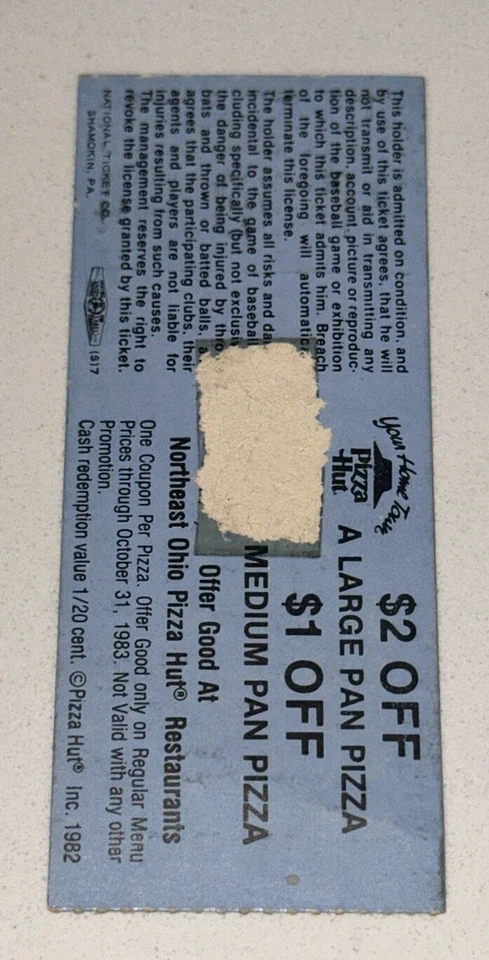 This holder is admitted on condition, and
by use of this ticket agrees, that he will
not transmit or aid in transmitting any
description, account, picture or reproduc-
tion of the baseball game or exhibition
to which this ticket admits him. Breach
of the foregoing will automatic
terminate this license.
The holder assumes all risks and da
incidental to the game of baseball
cluding specifically (but not exclusiv
the danger of being injured by thro
bats and thrown or batted balls, a
agrees that the participating clubs, their
agents and players are not liable for
injuries resulting from such causes.
The management reserves the right to
revoke the license granted by this ticket.
NATIONAL TICKET CO.
SHAMOKIN, PA.
(S)7
Your Home Towne
Pizza
Hut
$2 OFF
A LARGE PAN PIZZA
$1 OFF
MEDIUM PAN PIZZA
Offer Good At
Northeast Ohio Pizza Hut® Restaurants
One Coupon Per Pizza. Offer Good only on Regular Menu
Prices through October 31, 1983. Not Valid with any other
Promotion.
Cash redemption value 1/20 cent. ©Pizza Hut® Inc. 1982